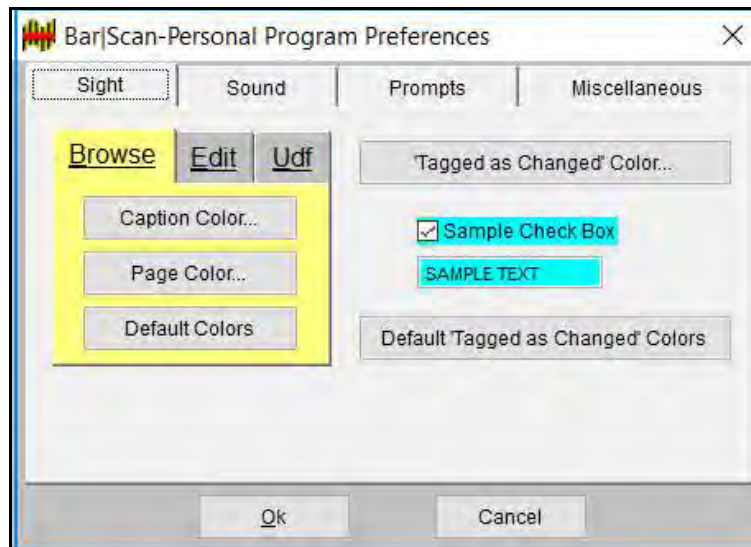 Bar|Scan-Personal Program Preferences
Sight Sound Prompts Miscellaneous
Browse Edit Udf
Caption Color...
Page Color...
Default Colors
'Tagged as Changed' Color...
Sample Check Box
SAMPLE TEXT
Default 'Tagged as Changed' Colors
Ok Cancel